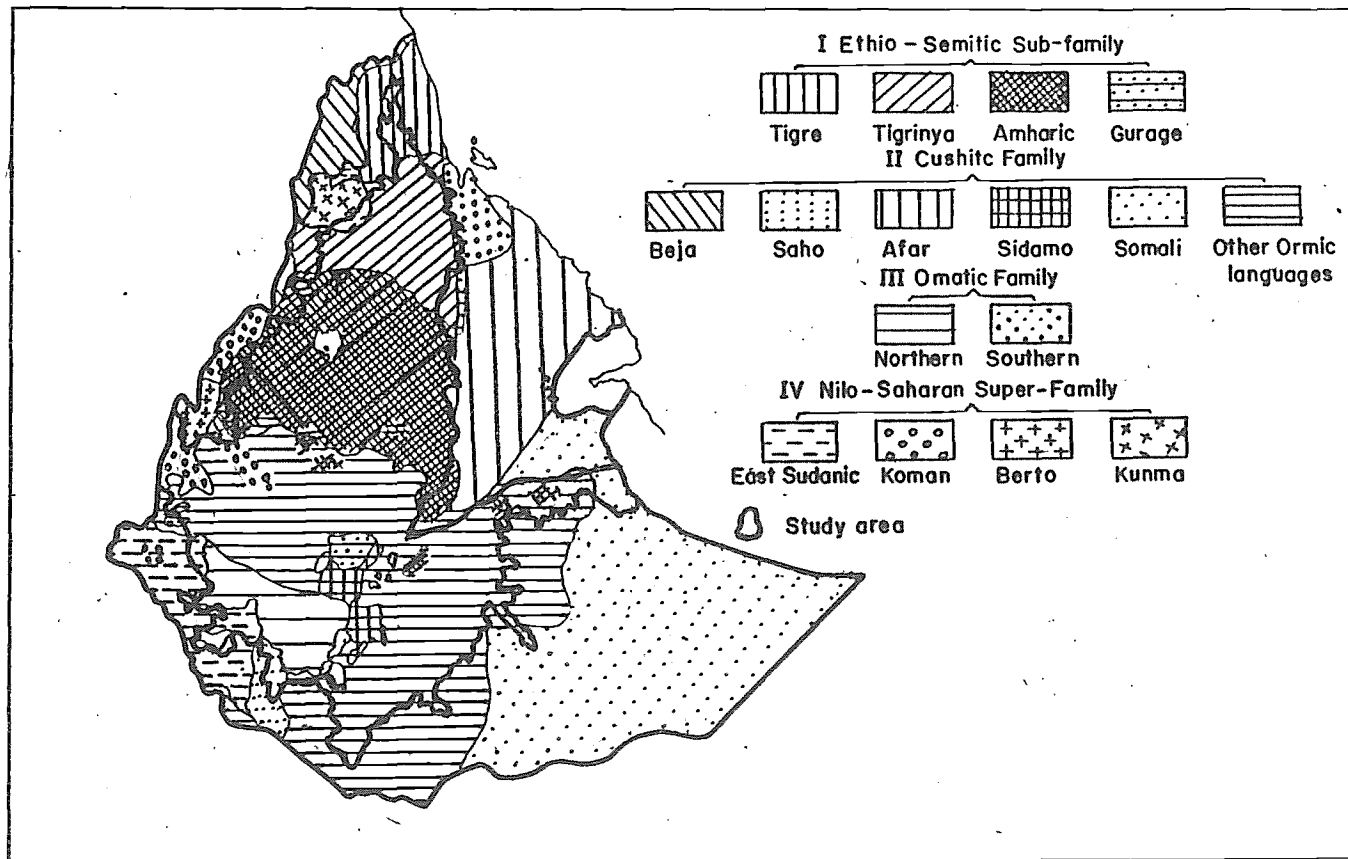 I Ethio - Semitic Sub-family
Tigre Tigrinya Amharic Gurage
II Cushitc Family
Beja Saho Afar Sidamo Somali Other Ormic
languages
III Omatic Family
Northern Southern
IV Nilo-Saharan Super-Family
East Sudanic Koman Berto Kunma
Study area